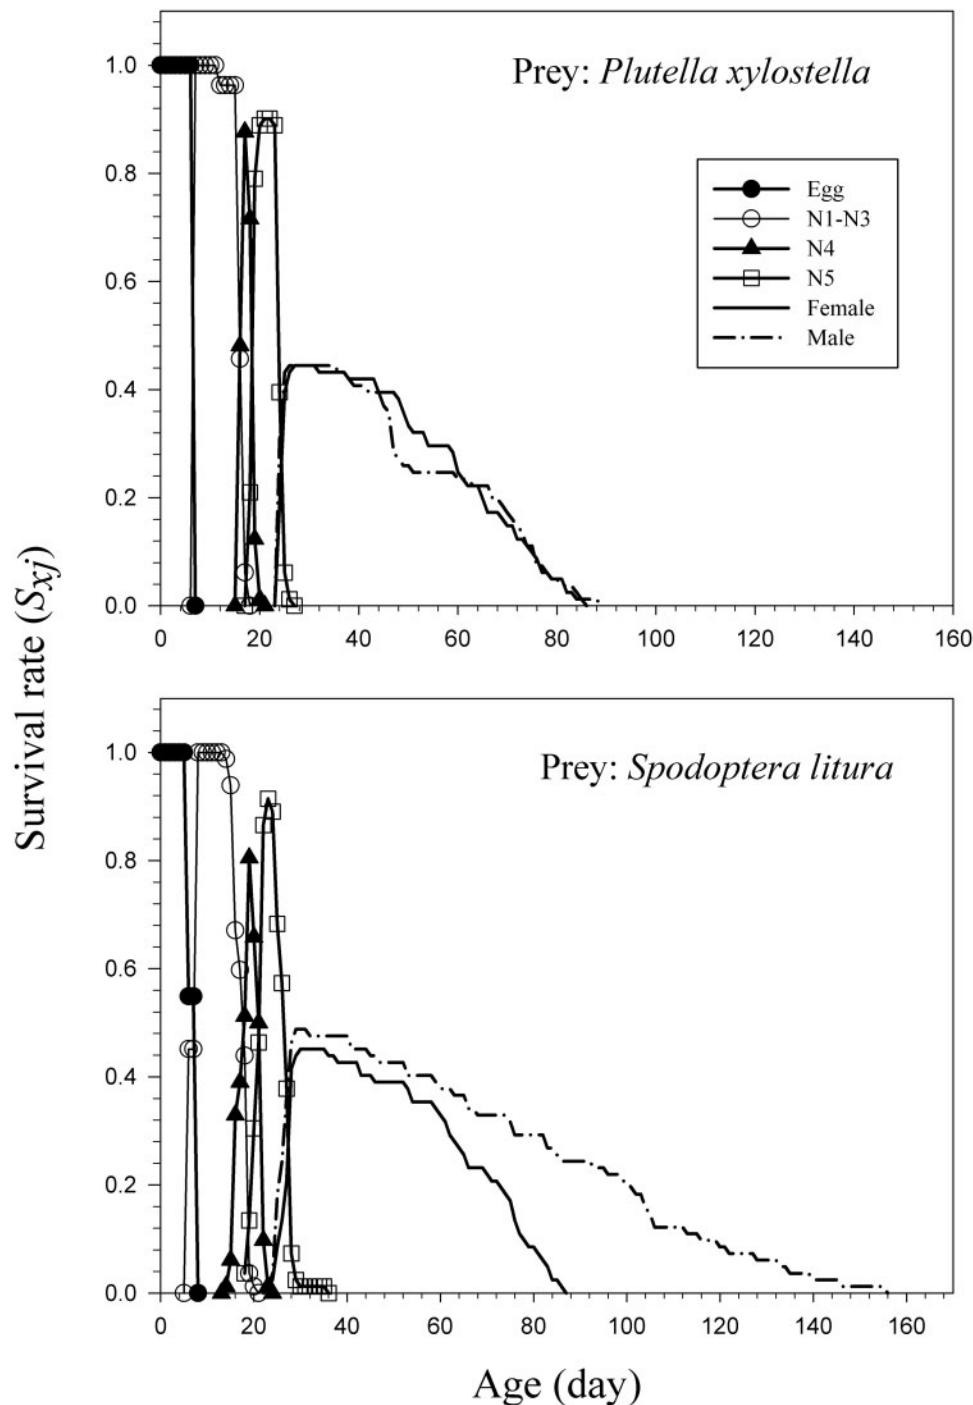 Prey: Plutella xylostella
1.0
0.8
0.6
0.4
0.2
0.0
Egg
N1-N3
N4
N5
Female
Male
0 20 40 60 80 100 120 140 160
Survival rate (Sxj)
Prey: Spodoptera litura
1.0
0.8
0.6
0.4
0.2
0.0
0 20 40 60 80 100 120 140 160
Age (day)